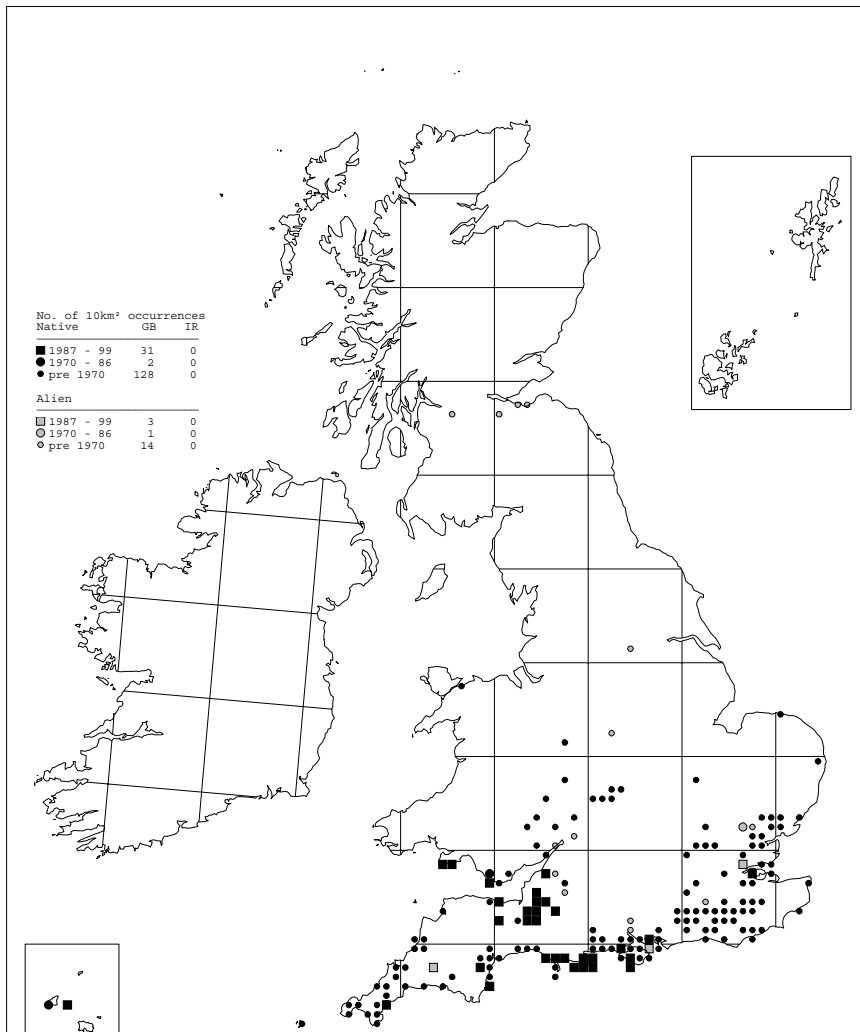 No. of 10km² occurrences
Native GB IR
1987 - 99 31 0
1970 - 86 2 0
pre 1970 128 0
Alien
1987 - 99 3 0
1970 - 86 1 0
pre 1970 14 0